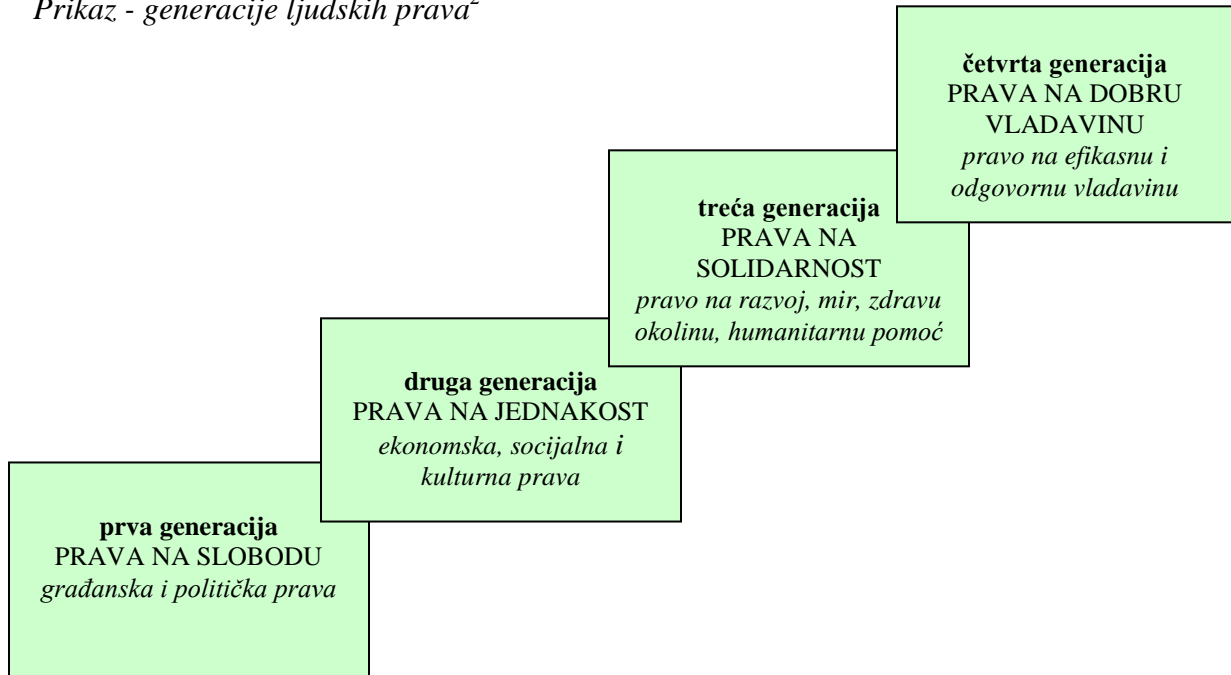 Prikaz - generacije ljudskih prava²
četvrta generacija
PRAVA NA DOBRU
VLADAVINU
pravo na efikasnu i
odgovornu vladavinu
treća generacija
PRAVA NA
SOLIDARNOST
pravo na razvoj, mir, zdravu
okolinu, humanitarnu pomoć
druga generacija
PRAVA NA JEDNAKOST
ekonomska, socijalna i
kulturna prava
prva generacija
PRAVA NA SLOBODU
građanska i politička prava